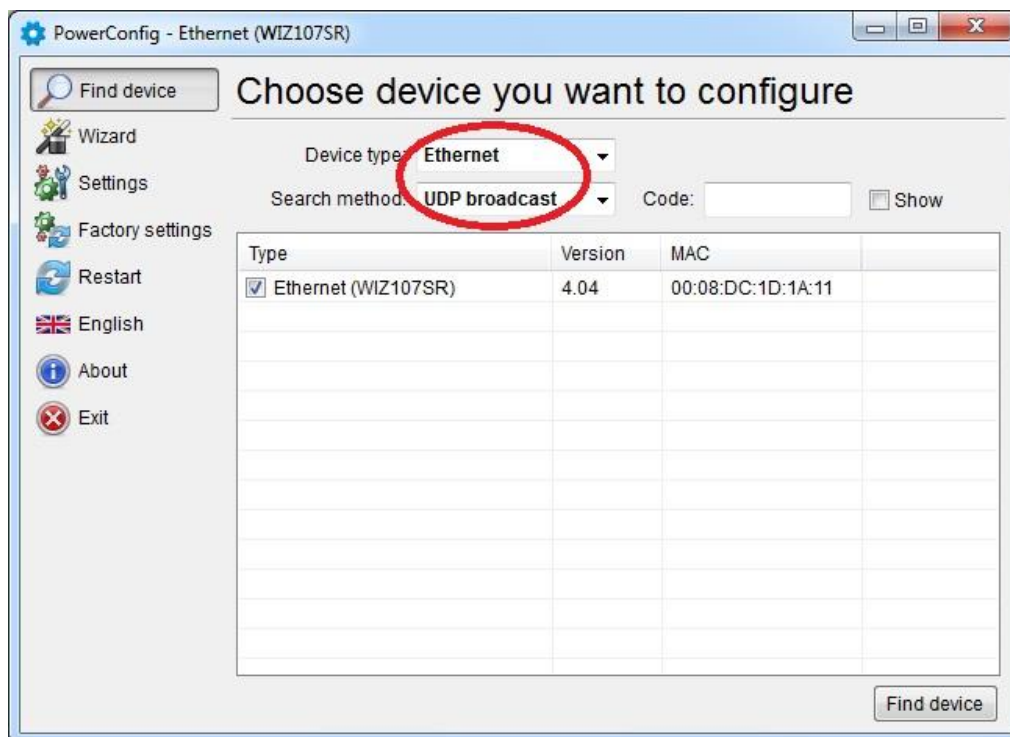 PowerConfig - Ethernet (WIZ107SR)
Find device
Wizard
Settings
Factory settings
Restart
English
About
Exit
Choose device you want to configure
Device type: Ethernet
Search method: UDP broadcast Code: Show
Type Version MAC
Ethernet (WIZ107SR) 4.04 00:08:DC:1D:1A:11
Find device